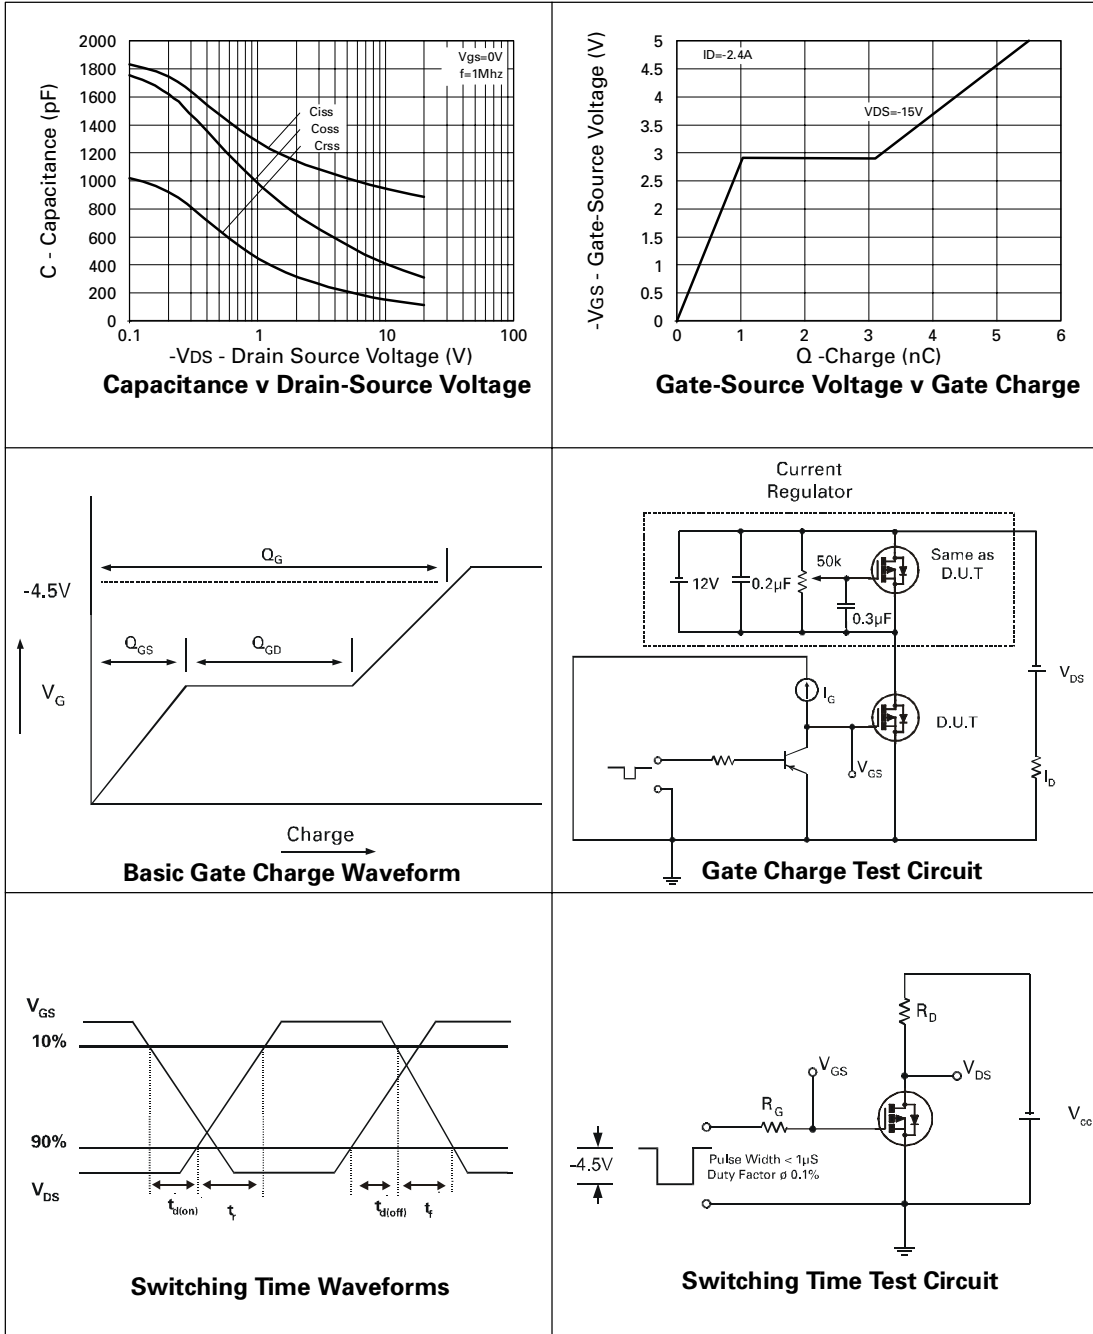 2000
1800
1600
1400
1200
1000
800
600
400
200
0
C - Capacitance (pF)
Vgs=0V
f=1Mhz
Ciss
Coss
Crss
0.1
1
10
100
-VDS - Drain Source Voltage (V)
Capacitance v Drain-Source Voltage
5
4.5
4
3.5
3
2.5
2
1.5
1
0.5
0
-VGS - Gate-Source Voltage (V)
ID=-2.4A
VDS=-15V
0
1
2
3
4
5
6
Q -Charge (nC)
Gate-Source Voltage v Gate Charge
QG
-4.5V
QGS
QGD
VG
Charge
Basic Gate Charge Waveform
Current
Regulator
12V
0.2µF
50k
Same as
D.U.T
0.3µF
IG
VDS
D.U.T
VGS
ID
Gate Charge Test Circuit
VGS
10%
90%
VDS
td(on)
tr
td(off)
tf
Switching Time Waveforms
RD
VGS
VDS
RG
Vcc
-4.5V
Pulse Width < 1µS
Duty Factor ø 0.1%
Switching Time Test Circuit